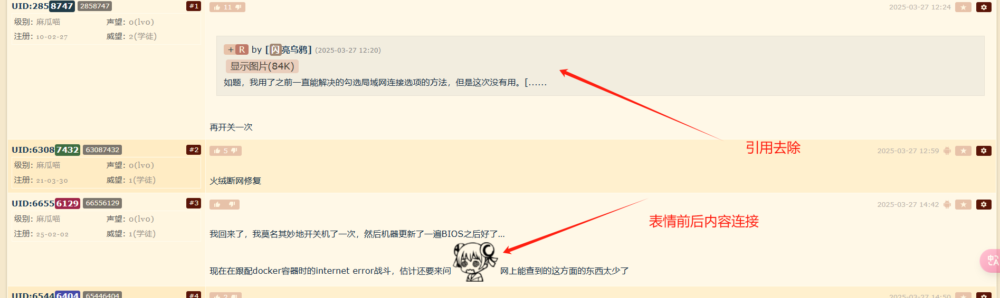 UID:2858747 2858747 #1
11
2025-03-27 12:24
级别: 麻瓜喵 声望: 0(lv0)
注册: 10-02-27 威望: 2(学徒)
+ R by [闪亮乌鸦] (2025-03-27 12:20)
显示图片(84K)
如题，我用了之前一直能解决的勾选局域网连接选项的方法，但是这次没有用。[......
再开关一次
引用去除
UID:63087432 63087432 #2
5
2025-03-27 12:59
级别: 麻瓜喵 声望: 0(lv0)
注册: 21-03-30 威望: 1(学徒)
火绒断网修复
UID:66556129 66556129 #3
2025-03-27 14:42
级别: 麻瓜喵 声望: 0(lv0)
注册: 25-02-02 威望: 1(学徒)
表情前后内容连接
我回来了，我莫名其妙地开关机了一次，然后机器更新了一遍BIOS之后好了...
现在在跟配docker容器时的internet error战斗，估计还要来问 网上能查到的这方面的东西太少了
中A
UID:65446404 65446404 #4
2
2025-03-27 14:50